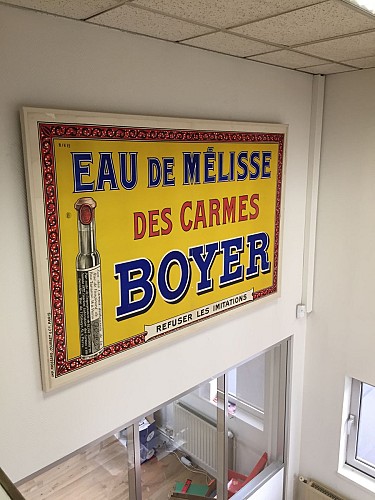 EAU DE MÉLISSE
DES CARMES
BOYER
REFUSER LES IMITATIONS